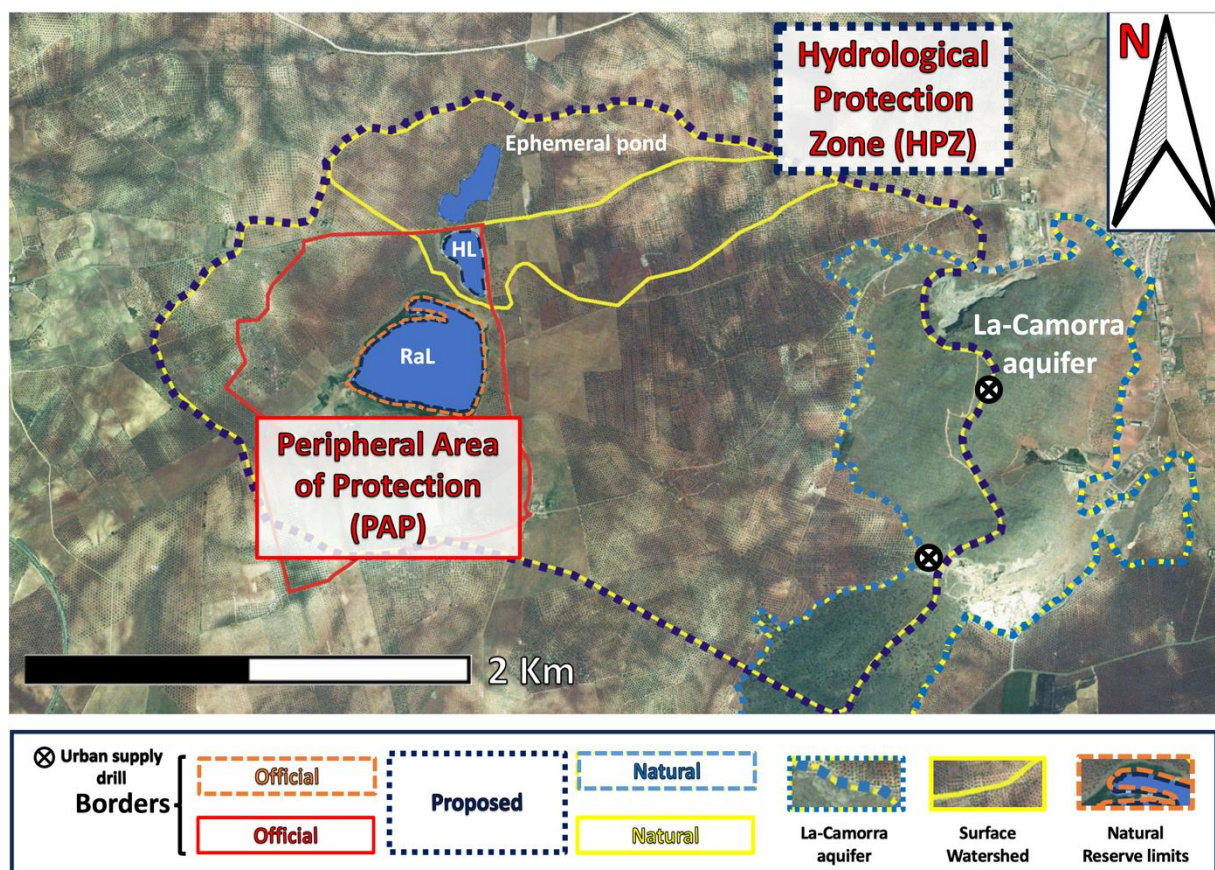 Hydrological
Protection
Zone (HPZ)
N
Ephemeral pond
HL
La-Camorra
aquifer
RaL
Peripheral Area
of Protection
(PAP)
2 Km
Urban supply
drill
Borders
Official
Official
Proposed
Natural
Natural
La-Camorra
aquifer
Surface
Watershed
Natural
Reserve limits